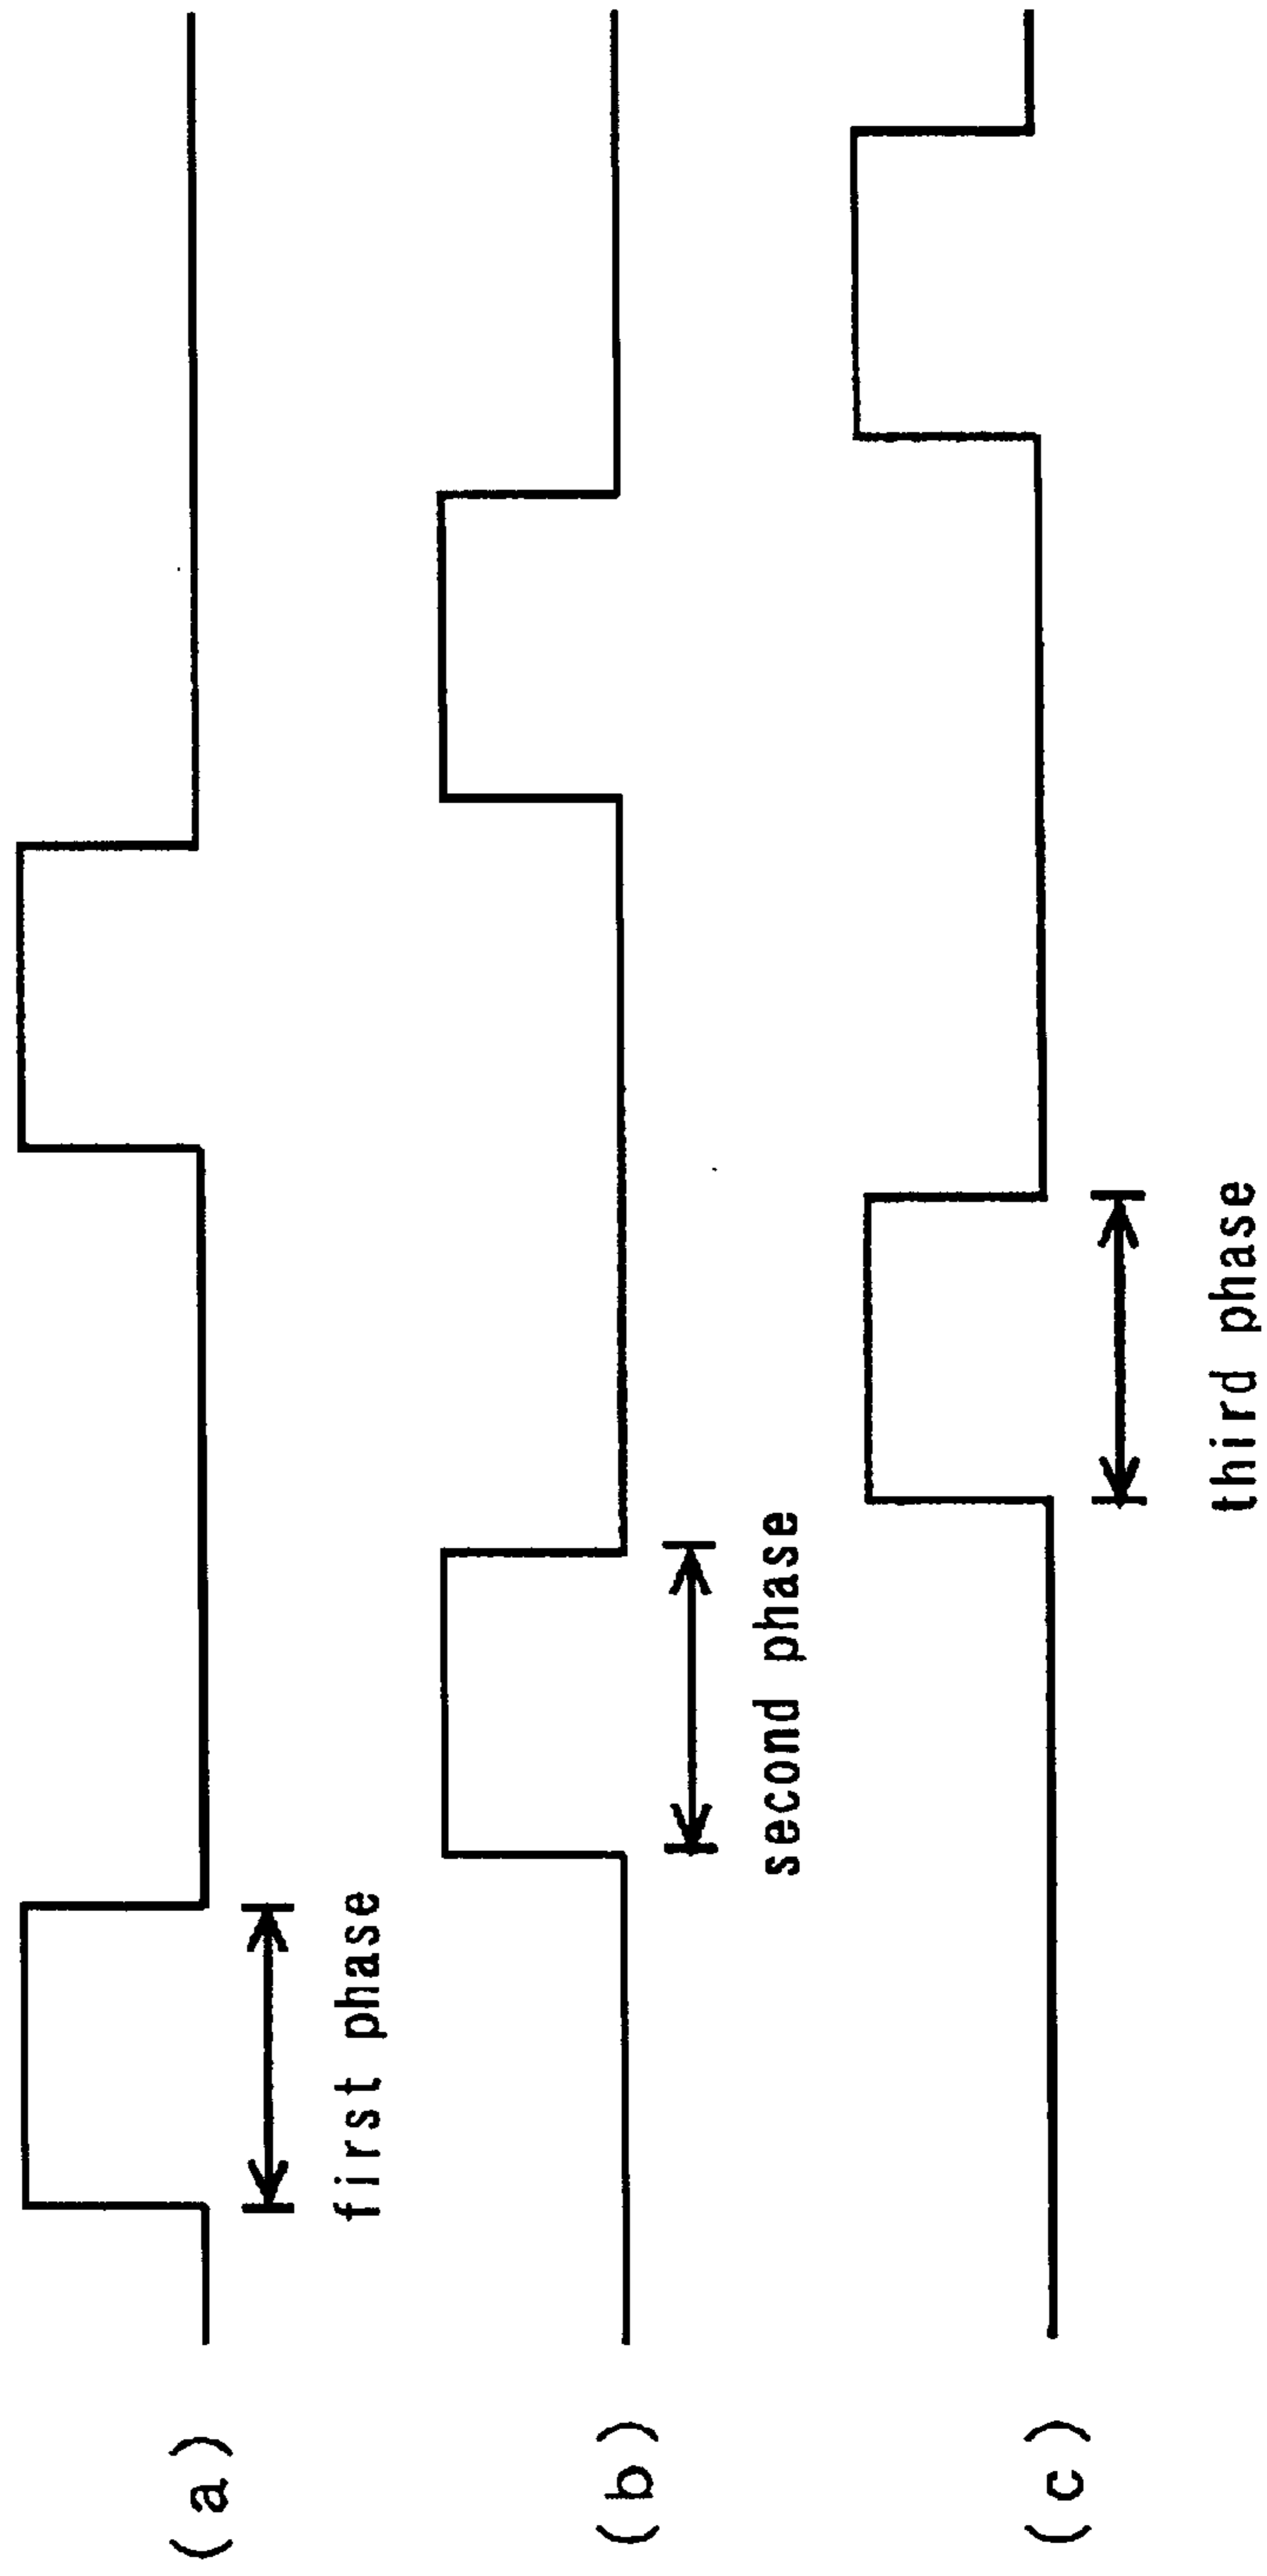 (a)
first phase
(b)
second phase
(c)
third phase